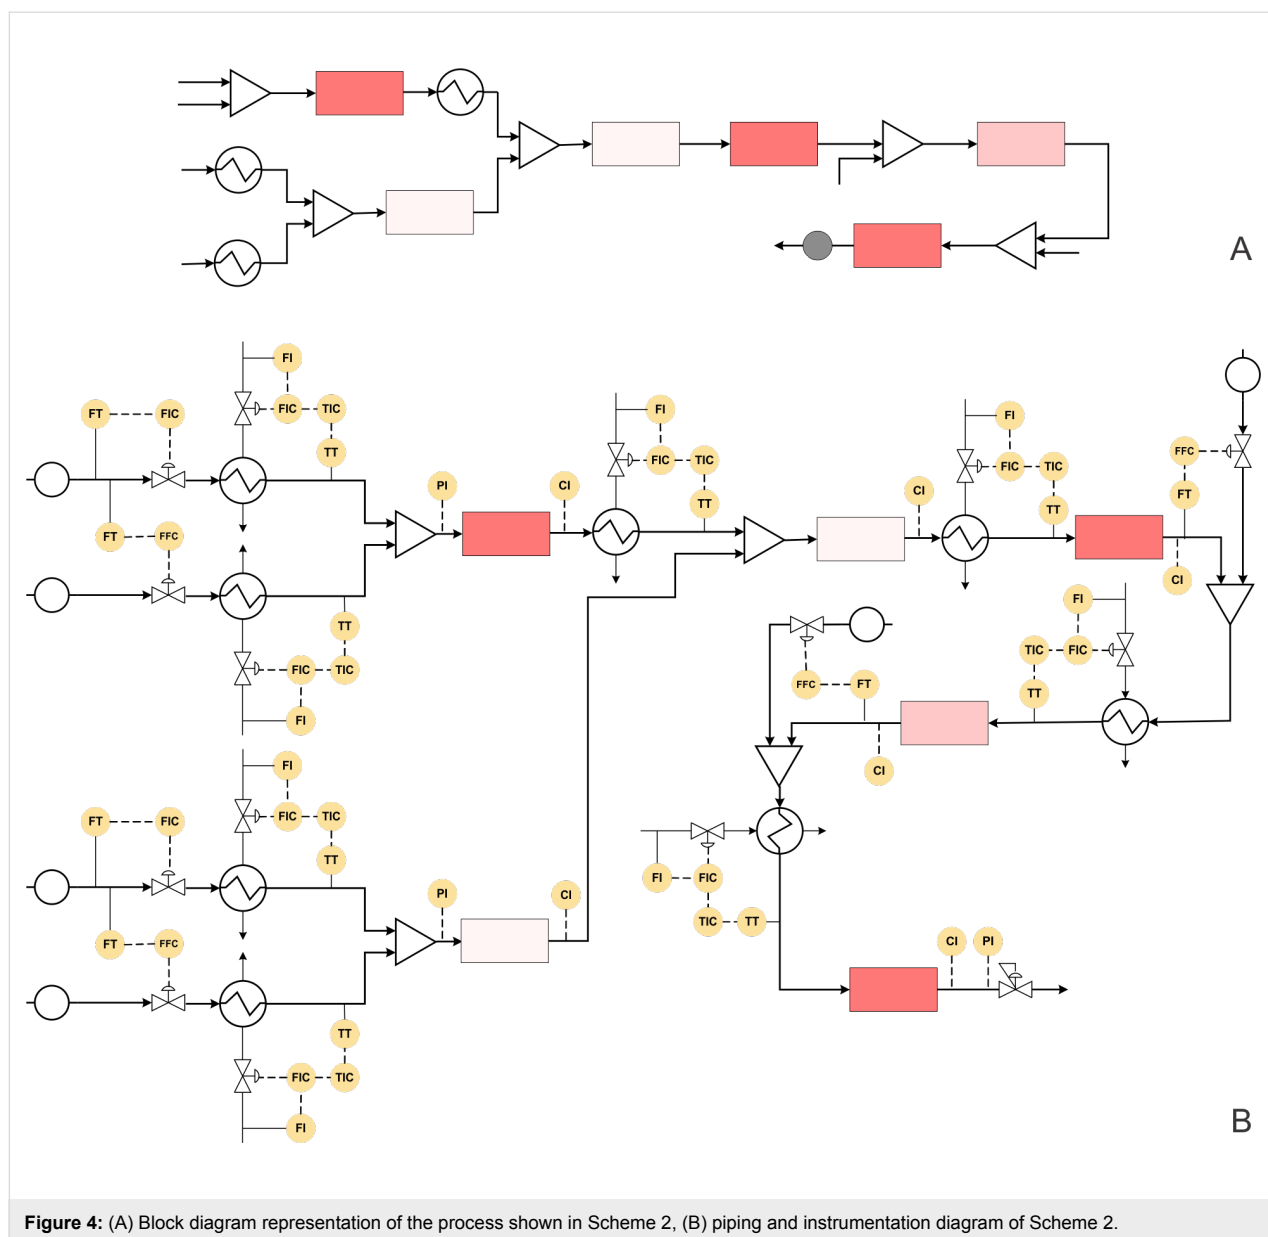 A
FI
FT
FIC
FIC
TIC
TT
FT
FFC
TT
FIC
TIC
FI
PI
CI
FI
FIC
TIC
TT
CI
FI
FIC
TIC
TT
FFC
FT
CI
FI
TIC
FIC
TT
FFC
FT
CI
FI
FIC
TIC
TT
CI
PI
FI
FT
FIC
FIC
TIC
TT
FT
FFC
PI
CI
TT
FIC
TIC
FI
B
Figure 4: (A) Block diagram representation of the process shown in Scheme 2, (B) piping and instrumentation diagram of Scheme 2.